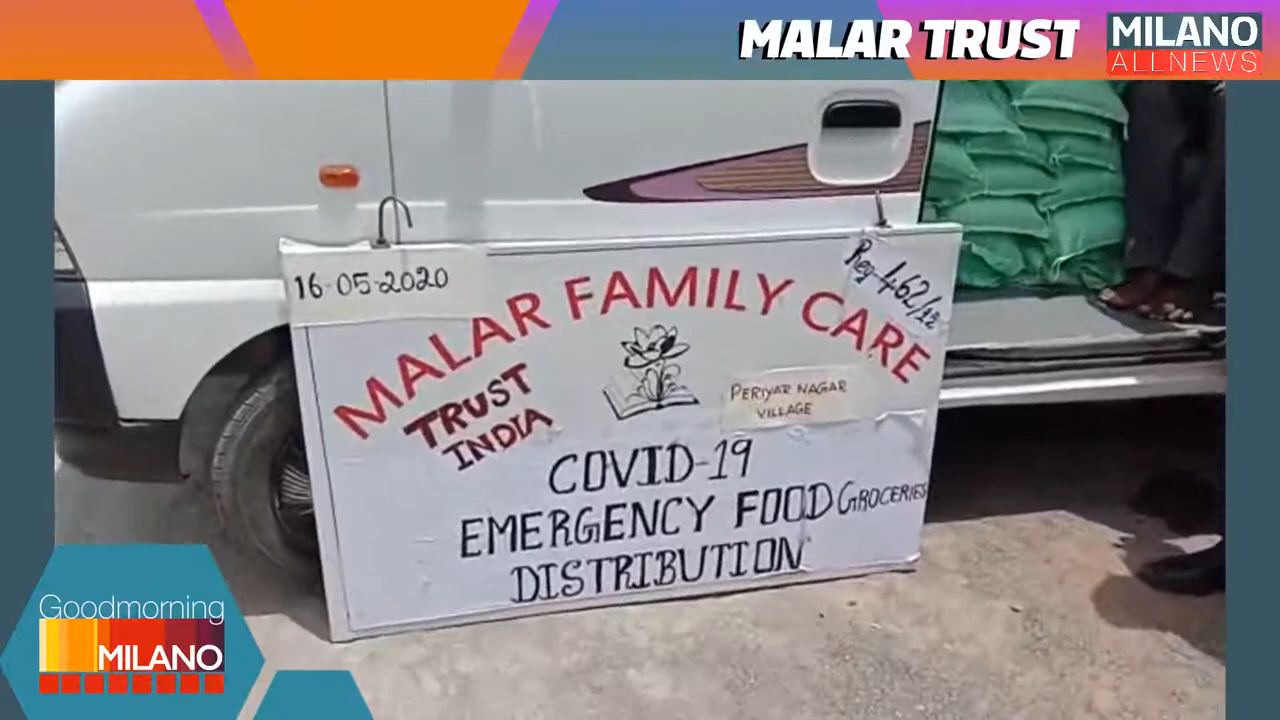 MALAR TRUST
MILANO
ALLNEWS
16-05-2020
Reg-462/12
MALAR FAMILY CARE
TRUST
INDIA
PERIYAR NAGAR
VILLAGE
COVID-19
EMERGENCY FOOD GROCERIES
DISTRIBUTION
Goodmorning
MILANO